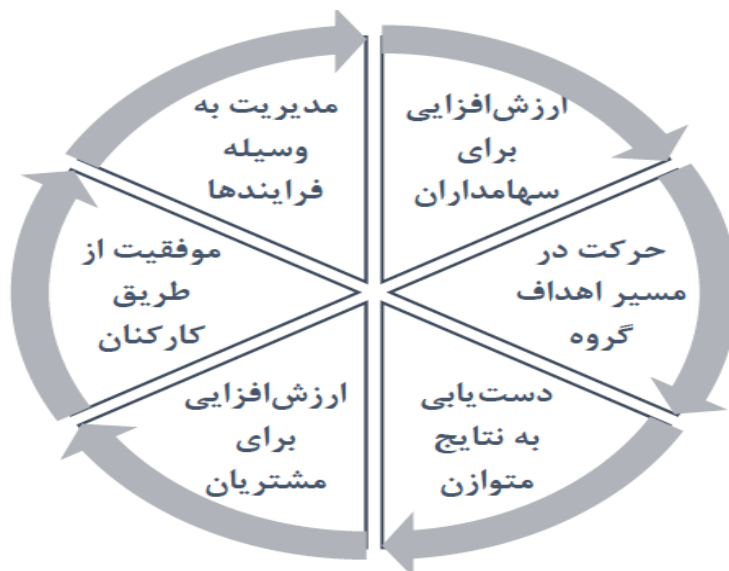 ارزش‌افزایی
برای
سهامداران
حرکت در
مسیر اهداف
گروه
دست‌یابی
به نتایج
متوازن
ارزش‌افزایی
برای
مشتریان
موفقیت از
طریق
کارکنان
مدیریت به
وسیله
فرایندها